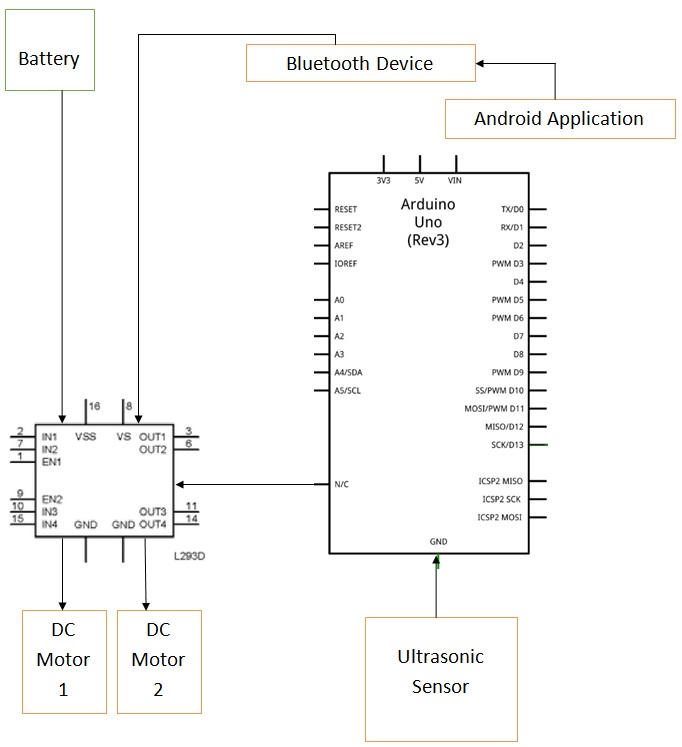 Battery
Bluetooth Device
Android Application
3V3 5V VIN
Arduino
Uno
(Rev3)
RESET TX/D0
RESET2 RX/D1
AREF D2
IOREF PWM D3
D4
A0 PWM D5
A1 PWM D6
A2 D7
A3 D8
A4/SDA PWM D9
A5/SCL SS/PWM D10
MOSI/PWM D11
MISO/D12
SCK/D13
N/C ICSP2 MISO
ICSP2 SCK
ICSP2 MOSI
GND
16 8
2 IN1 VSS VS OUT1 3
7 IN2 OUT2 6
1 EN1
9 EN2
10 IN3 OUT3 11
15 IN4 GND GND OUT4 14
L293D
DC
Motor
1
DC
Motor
2
Ultrasonic
Sensor